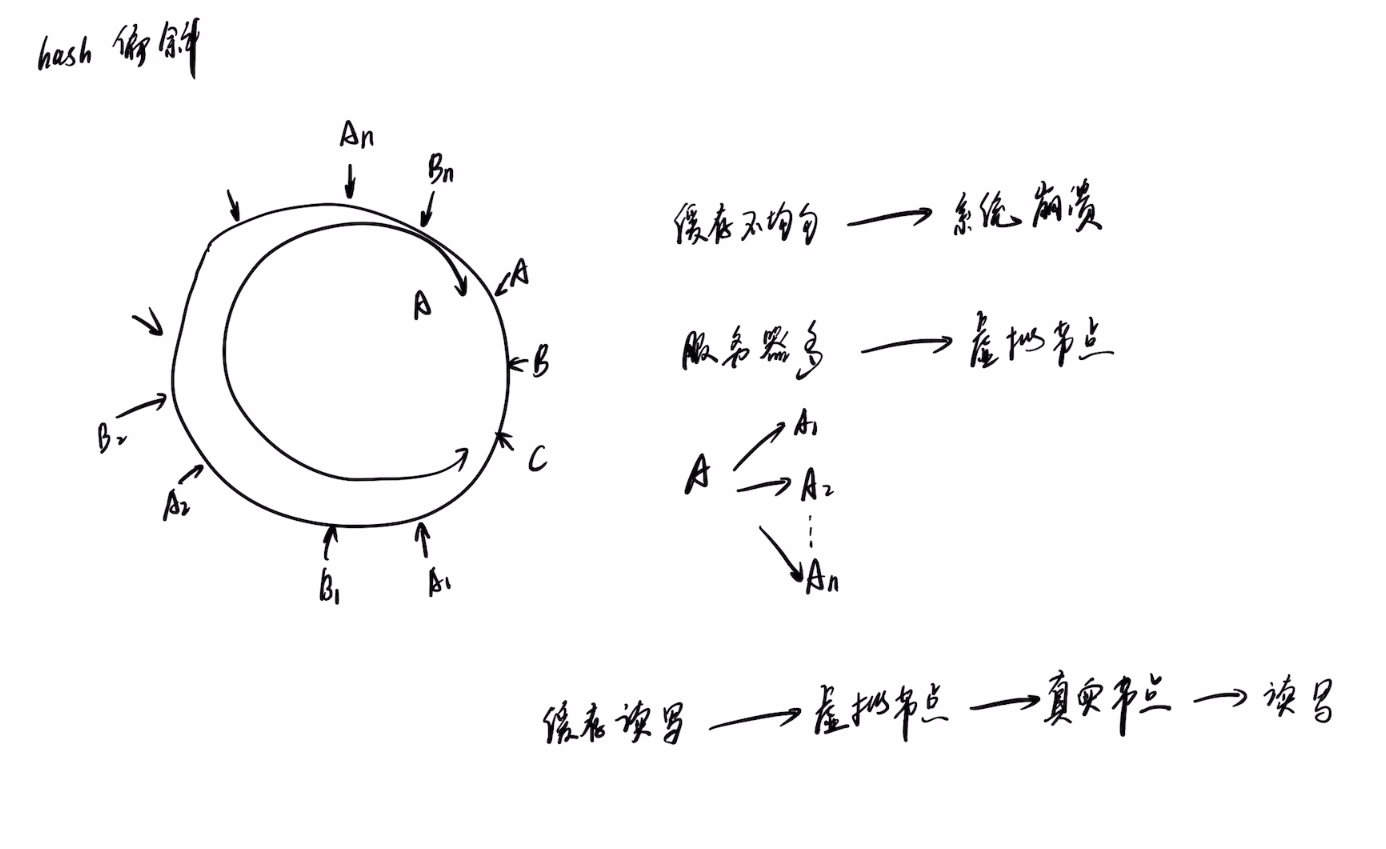 hash 偏斜
An
Bn
A
A
B
C
B2
A2
B1
A1
缓存不均匀 → 系统崩溃
服务器多 → 虚拟节点
A → A1
A2
An
缓存读写 → 虚拟节点 → 真实节点 → 读写